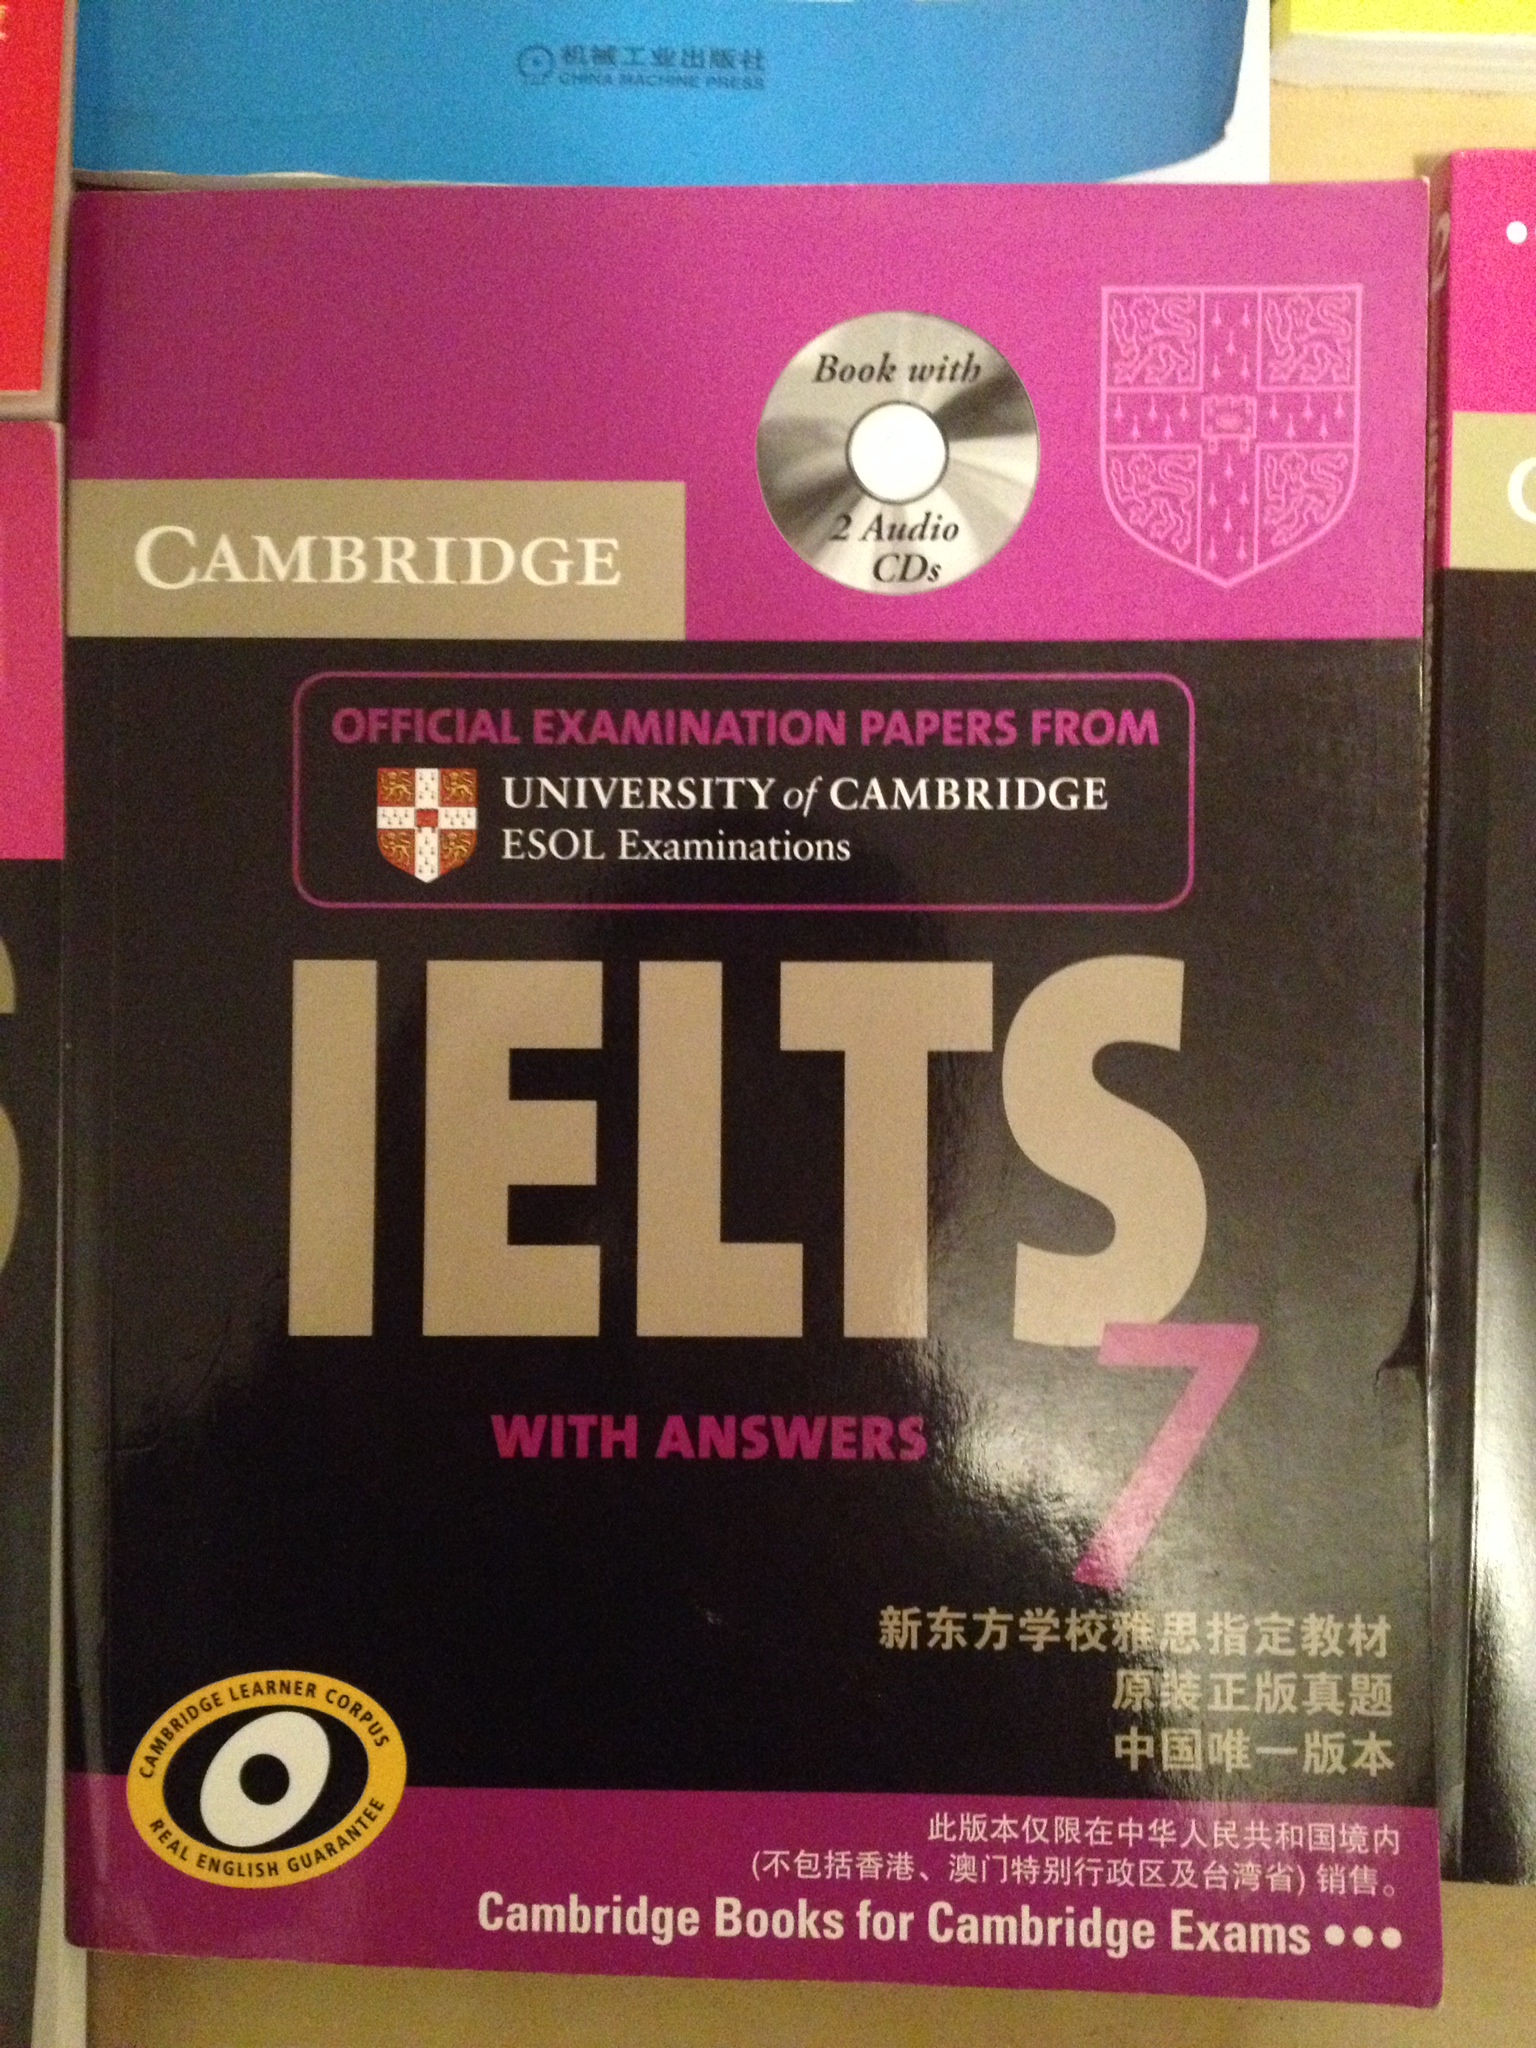 机械工业出版社
CHINA MACHINE PRESS
Book with
2 Audio
CDs
CAMBRIDGE
OFFICIAL EXAMINATION PAPERS FROM
UNIVERSITY of CAMBRIDGE
ESOL Examinations
IELTS
7
WITH ANSWERS
新东方学校雅思指定教材
原装正版真题
中国唯一版本
CAMBRIDGE LEARNER CORPUS
REAL ENGLISH GUARANTEE
此版本仅限在中华人民共和国境内
(不包括香港、澳门特别行政区及台湾省) 销售。
Cambridge Books for Cambridge Exams •••